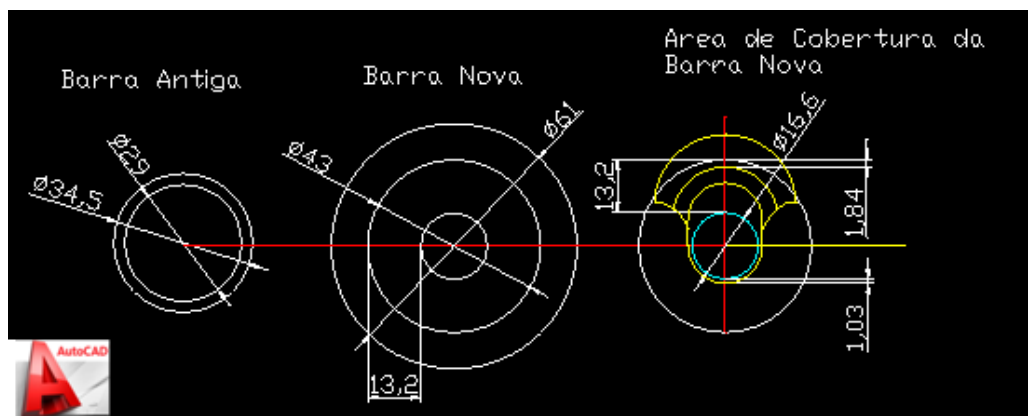 Area de Cobertura da
Barra Nova
Barra Antiga
Barra Nova
ø29
ø34,5
ø43
ø61
13,2
13,2
ø16,6
1,84
1,03
AutoCAD